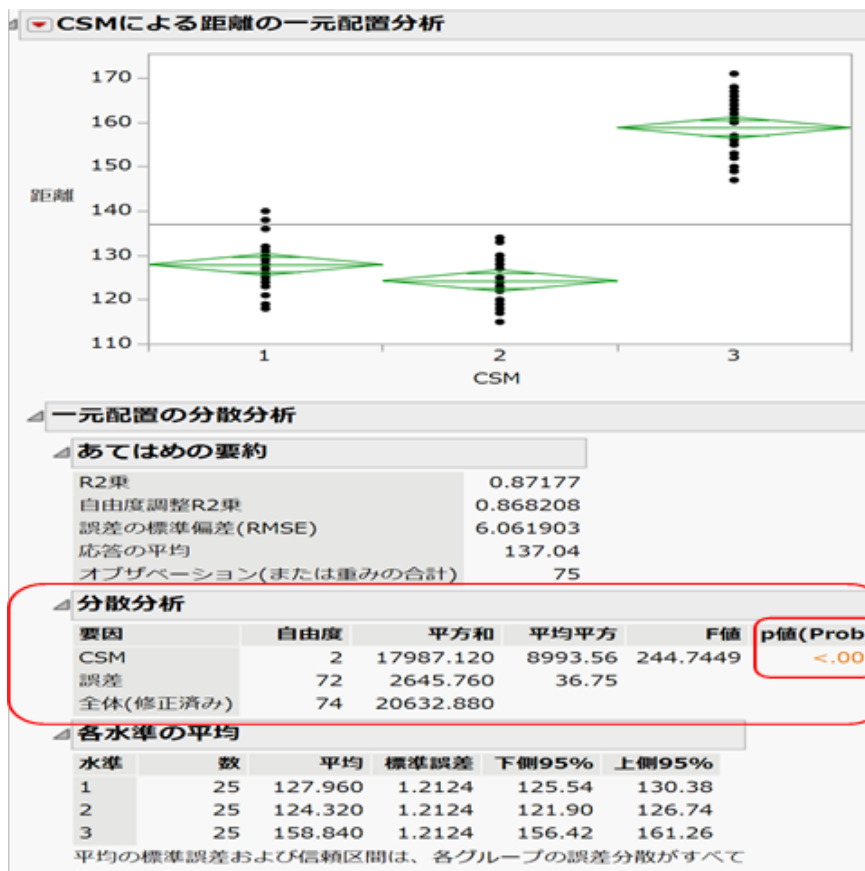 CSMによる距離の一元配置分析
170
160
150
距離
140
130
120
110
1 2 3
CSM
一元配置の分散分析
あてはめの要約
R2乗 0.87177
自由度調整R2乗 0.868208
誤差の標準偏差(RMSE) 6.061903
応答の平均 137.04
オブザベーション(または重みの合計) 75
分散分析
要因 自由度 平方和 平均平方 F値 p値(Prob
CSM 2 17987.120 8993.56 244.7449 <.00
誤差 72 2645.760 36.75
全体(修正済み) 74 20632.880
各水準の平均
水準 数 平均 標準誤差 下側95% 上側95%
1 25 127.960 1.2124 125.54 130.38
2 25 124.320 1.2124 121.90 126.74
3 25 158.840 1.2124 156.42 161.26
平均の標準誤差および信頼区間は、各グループの誤差分散がすべて